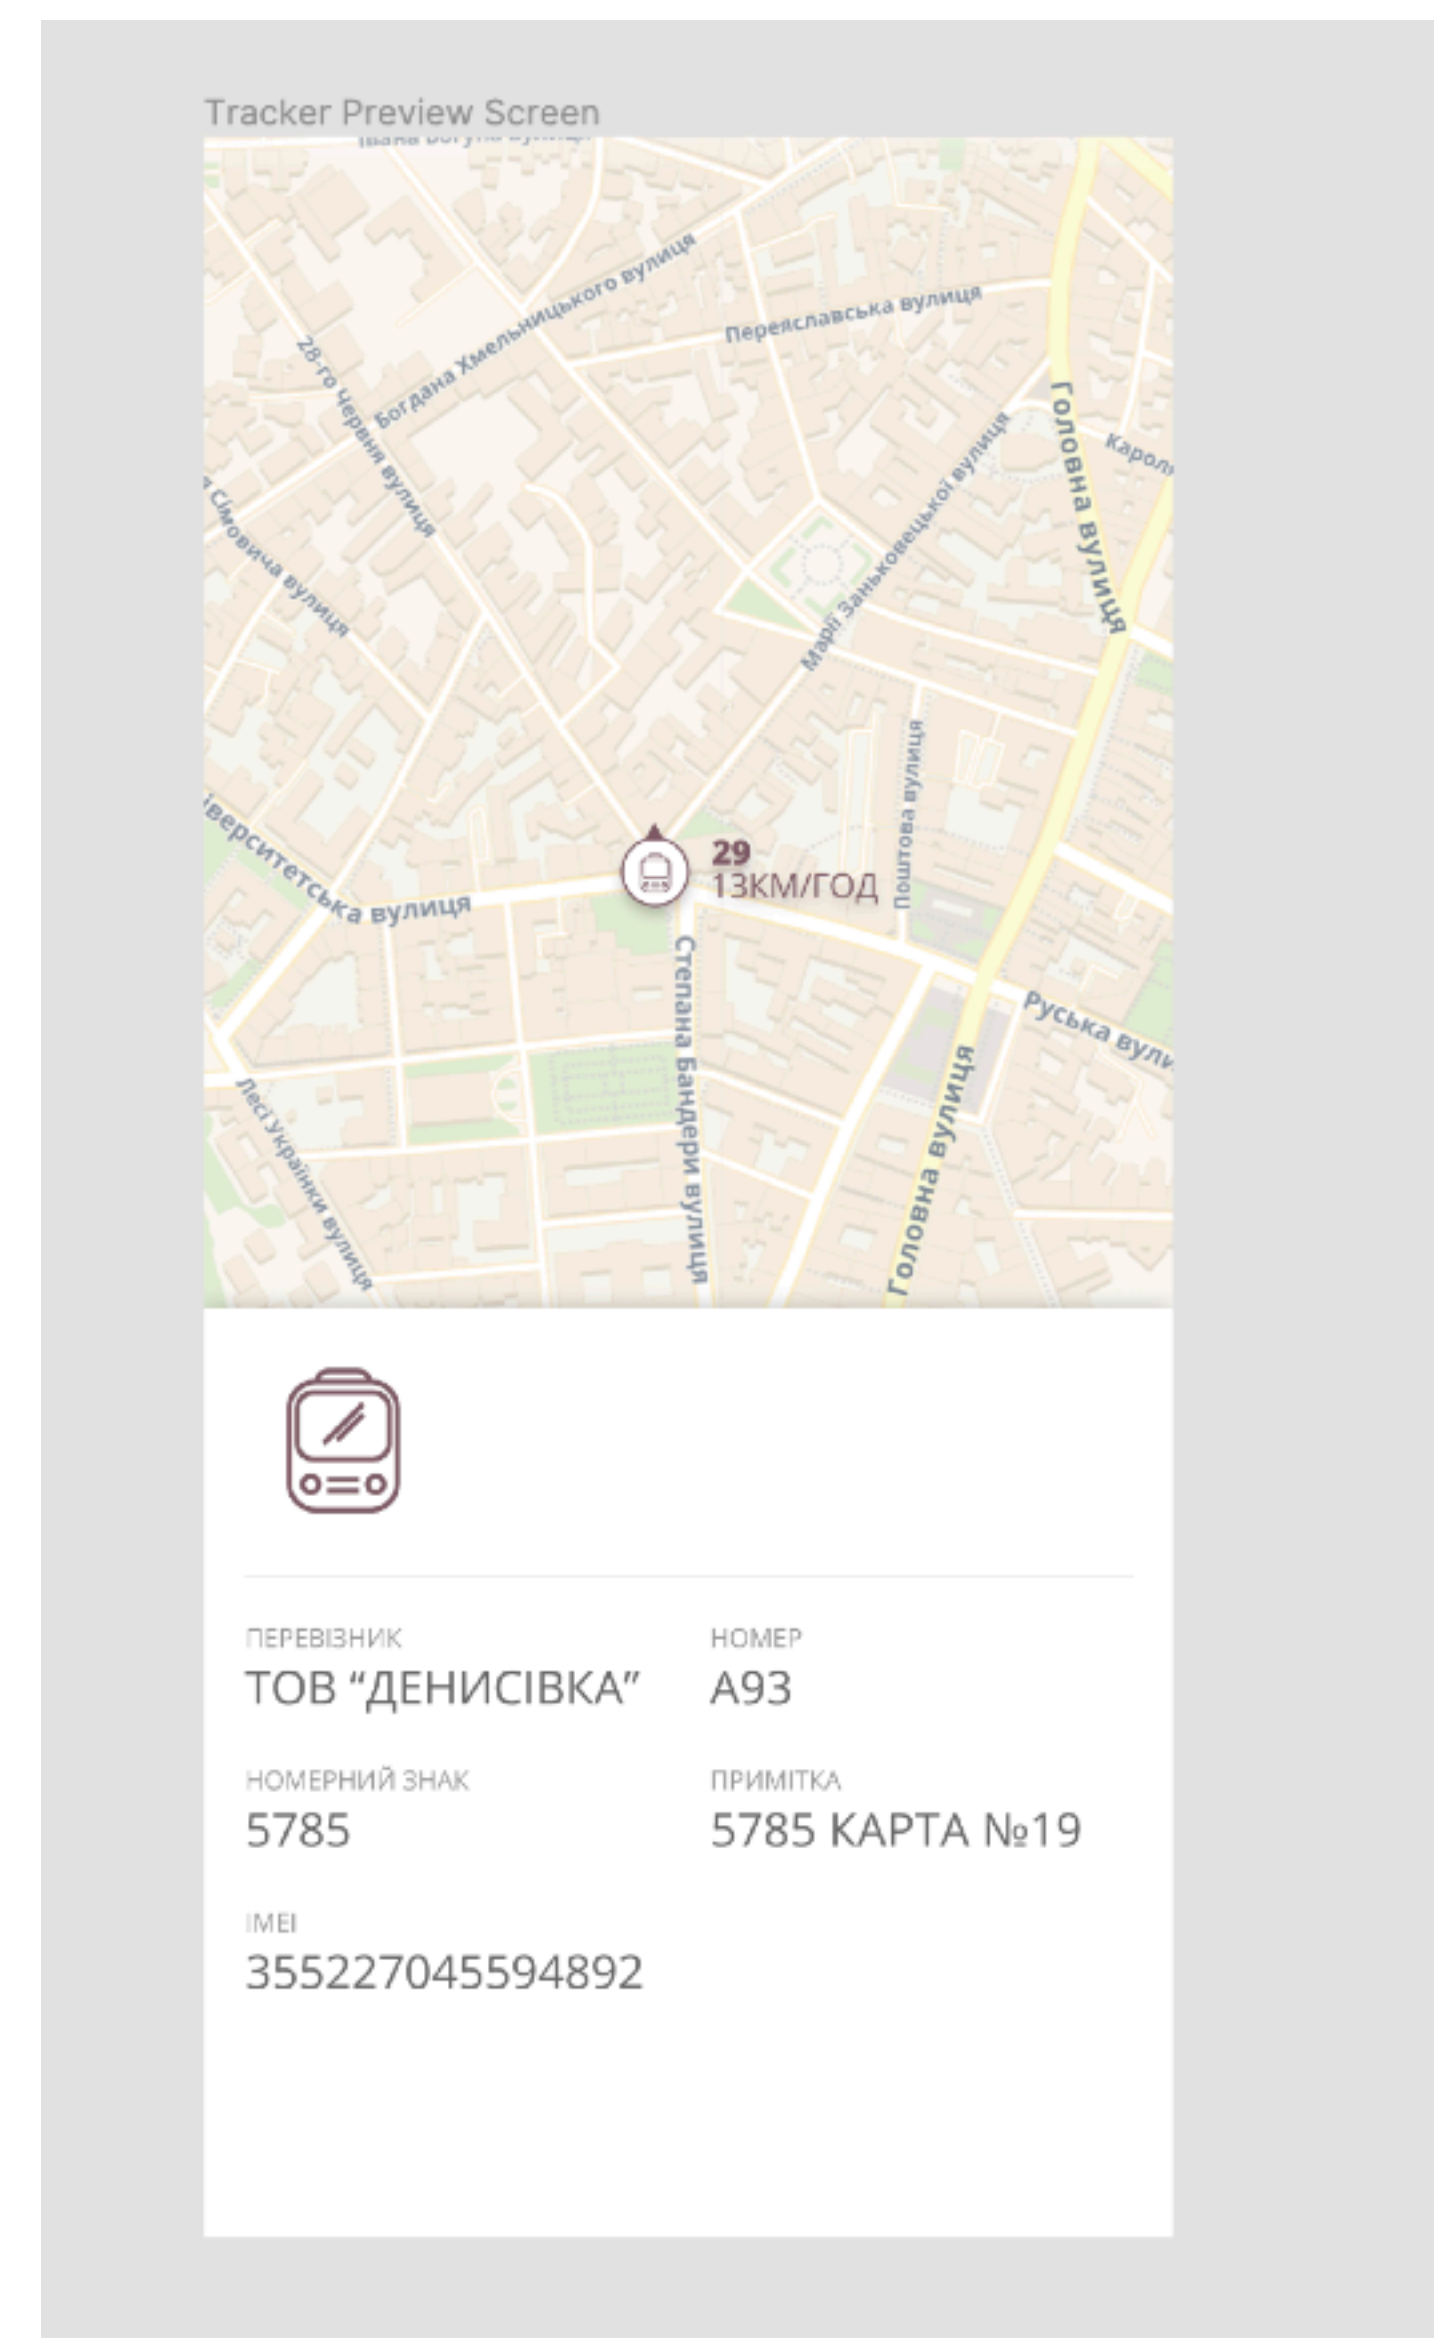 Tracker Preview Screen
Богдана Хмельницького вулиця
Переяславська вулиця
28-го Червня вулиця
Головна вулиця
Сімовича вулиця
Марії Заньковецької вулиця
Поштова вулиця
29
13КМ/ГОД
вулиця
Степана Бандери вулиця
Руська
Лесі Українки вулиця
Головна вулиця
ПЕРЕВІЗНИК
НОМЕР
ТОВ “ДЕНИСІВКА”
А93
НОМЕРНИЙ ЗНАК
ПРИМІТКА
5785
5785 КАРТА №19
IMEI
355227045594892